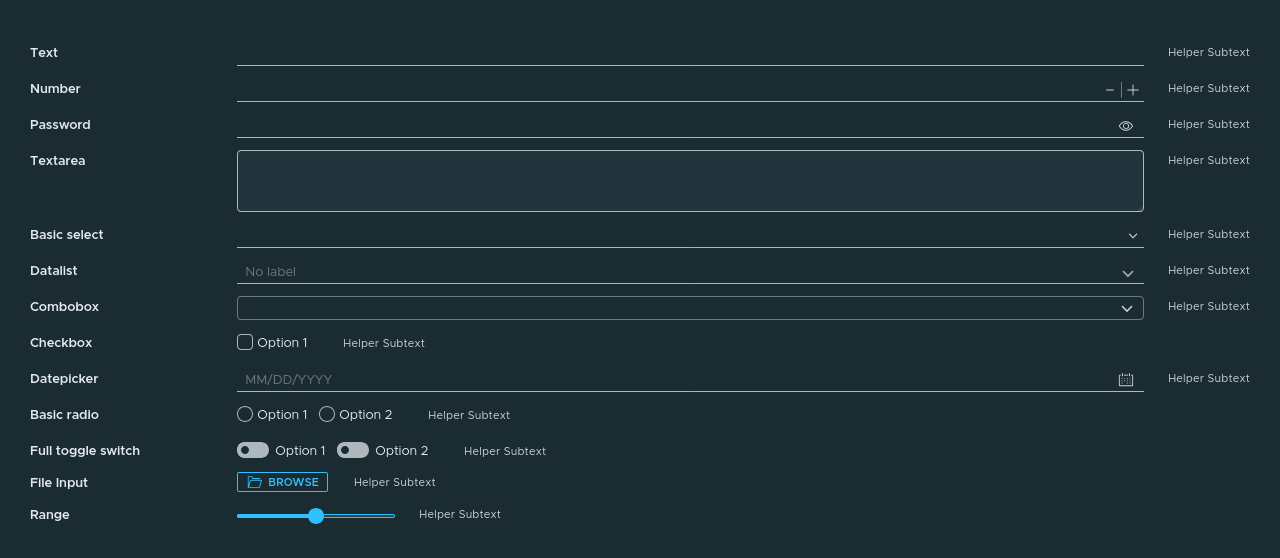 Text Helper Subtext
Number Helper Subtext
Password Helper Subtext
Textarea Helper Subtext
Basic select Helper Subtext
Datalist No label Helper Subtext
Combobox Helper Subtext
Checkbox Option 1 Helper Subtext
Datepicker MM/DD/YYYY Helper Subtext
Basic radio Option 1 Option 2 Helper Subtext
Full toggle switch Option 1 Option 2 Helper Subtext
File Input BROWSE Helper Subtext
Range Helper Subtext